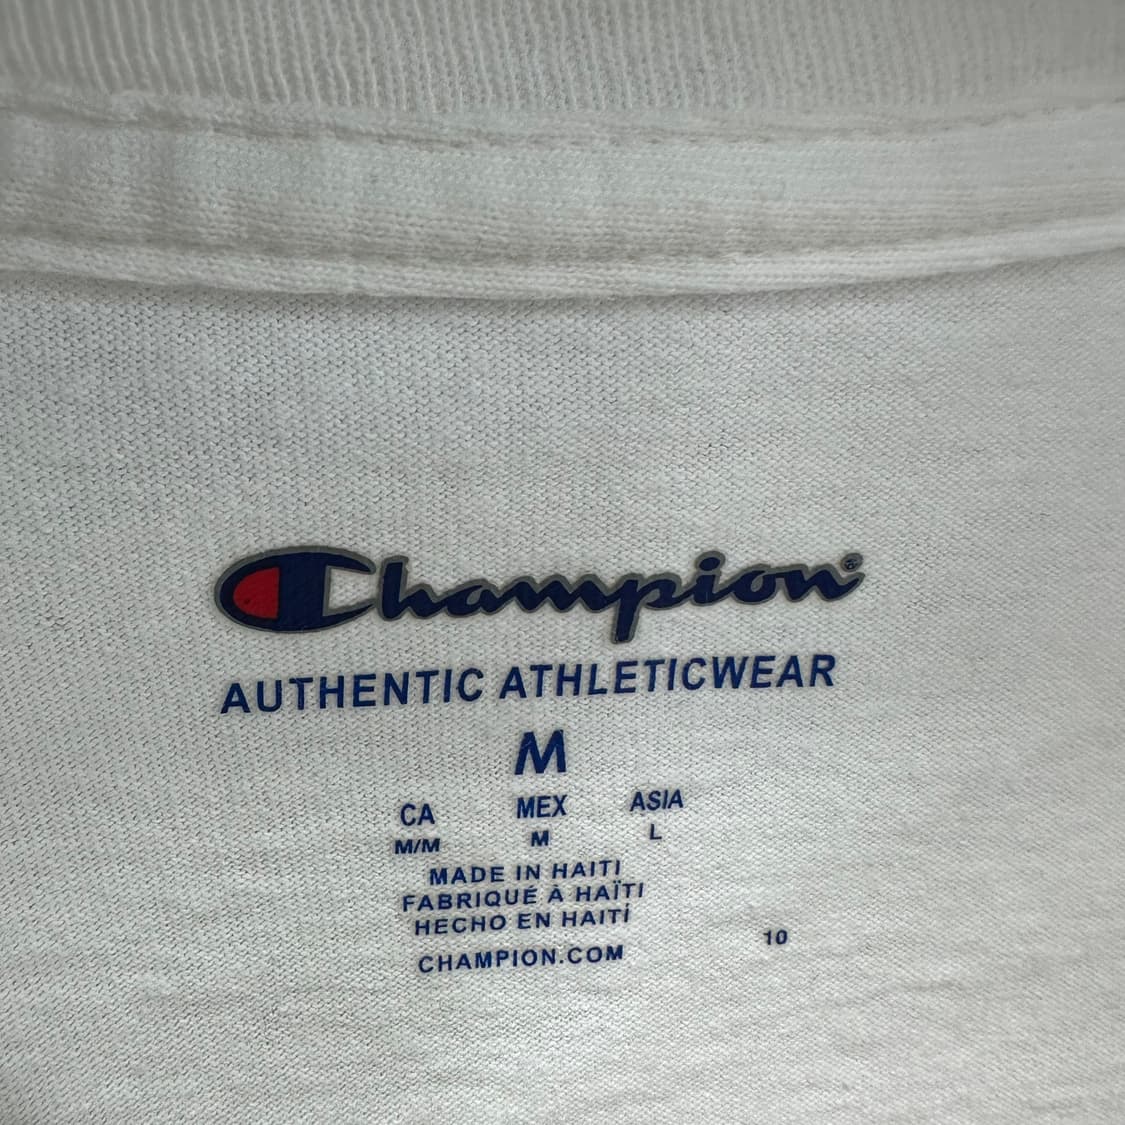 Champion®
AUTHENTIC ATHLETICWEAR
M
CA MEX ASIA
M/M M L
MADE IN HAITI
FABRIQUÉ À HAÏTI
HECHO EN HAITÍ
CHAMPION.COM
10